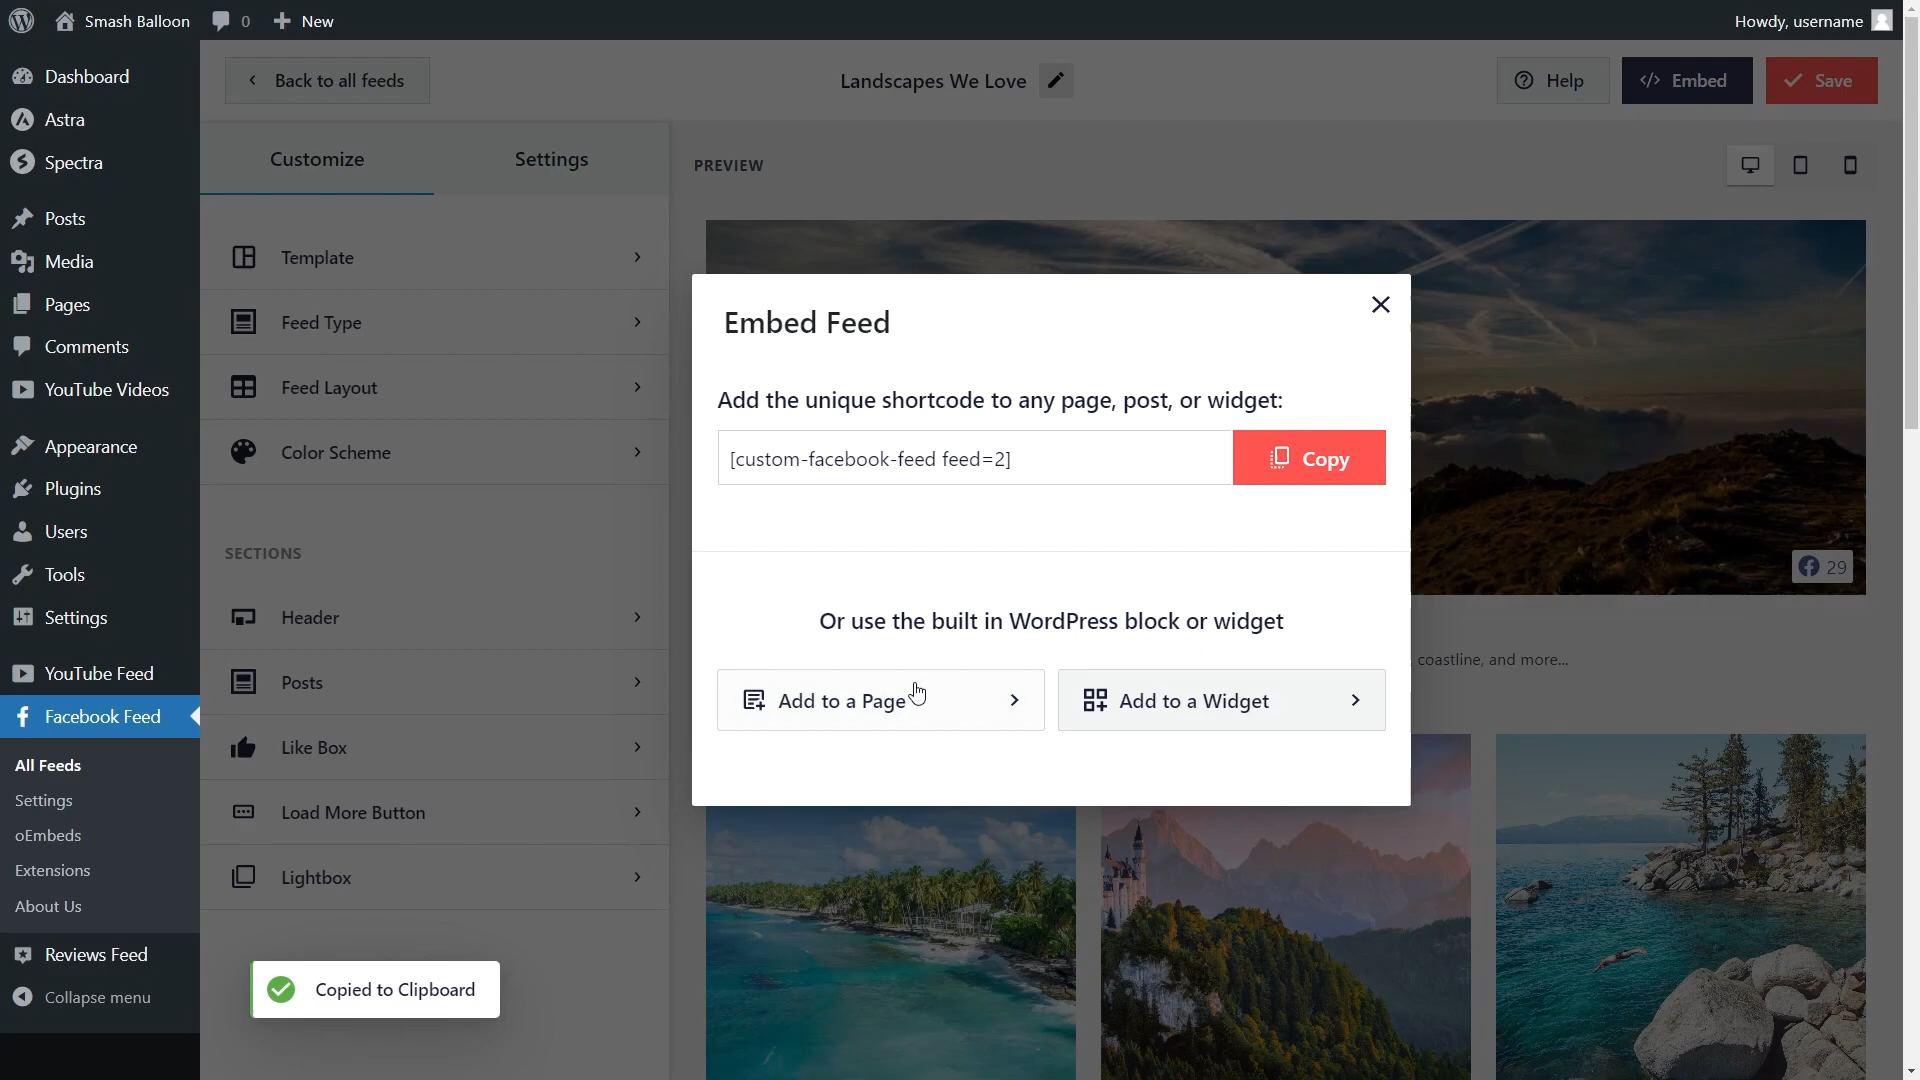 Smash Balloon
0
New
Howdy, username
Dashboard
Astra
Spectra
Posts
Media
Pages
Comments
YouTube Videos
Appearance
Plugins
Users
Tools
Settings
YouTube Feed
Facebook Feed
All Feeds
Settings
oEmbeds
Extensions
About Us
Reviews Feed
Collapse menu
Back to all feeds
Landscapes We Love
Help
</> Embed
Save
Customize
Settings
Template
Feed Type
Feed Layout
Color Scheme
SECTIONS
Header
Posts
Like Box
Load More Button
Lightbox
Copied to Clipboard
PREVIEW
29
coastline, and more...
Embed Feed
Add the unique shortcode to any page, post, or widget:
[custom-facebook-feed feed=2]
Copy
Or use the built in WordPress block or widget
Add to a Page
Add to a Widget